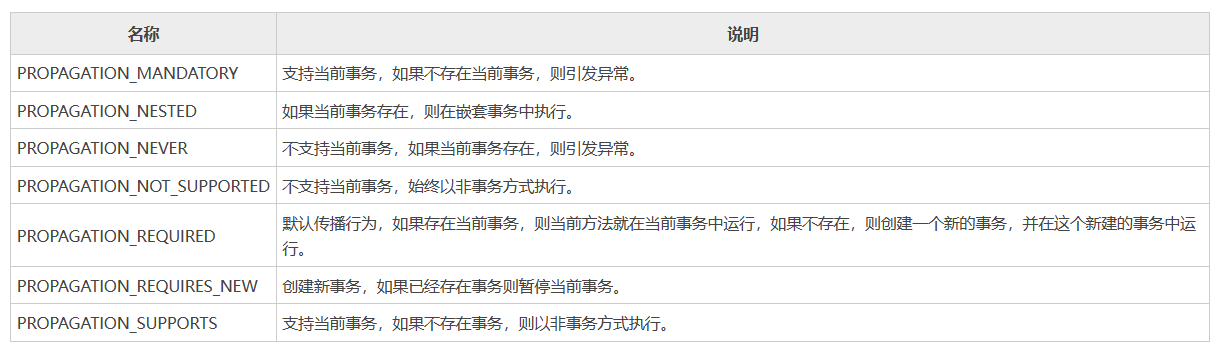 名称 说明
PROPAGATION_MANDATORY 支持当前事务，如果不存在当前事务，则引发异常。
PROPAGATION_NESTED 如果当前事务存在，则在嵌套事务中执行。
PROPAGATION_NEVER 不支持当前事务，如果当前事务存在，则引发异常。
PROPAGATION_NOT_SUPPORTED 不支持当前事务，始终以非事务方式执行。
PROPAGATION_REQUIRED 默认传播行为，如果存在当前事务，则当前方法就在当前事务中运行，如果不存在，则创建一个新的事务，并在这个新建的事务中运
行。
PROPAGATION_REQUIRES_NEW 创建新事务，如果已经存在事务则暂停当前事务。
PROPAGATION_SUPPORTS 支持当前事务，如果不存在事务，则以非事务方式执行。